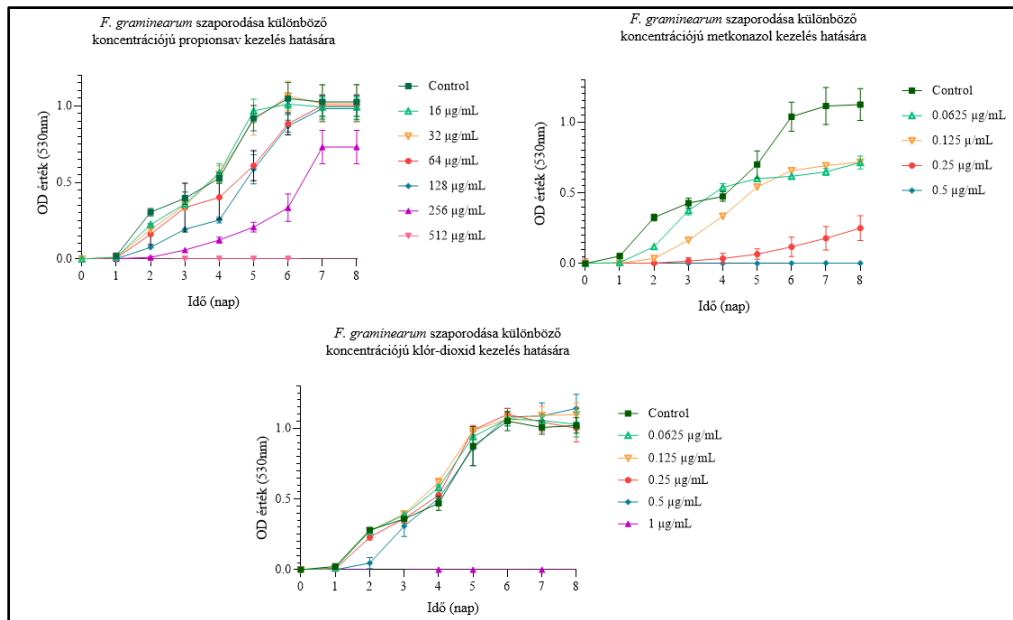 F. graminearum szaporodása különböző
koncentrációjú propionsav kezelés hatására
OD érték (530nm)
1.0
0.5
0.0
0 1 2 3 4 5 6 7 8
Idő (nap)
Control
16 µg/mL
32 µg/mL
64 µg/mL
128 µg/mL
256 µg/mL
512 µg/mL
F. graminearum szaporodása különböző
koncentrációjú metkonazol kezelés hatására
OD érték (530nm)
1.0
0.5
0.0
0 1 2 3 4 5 6 7 8
Idő (nap)
Control
0.0625 µg/mL
0.125 µ/mL
0.25 µg/mL
0.5 µg/mL
F. graminearum szaporodása különböző
koncentrációjú klór-dioxid kezelés hatására
OD érték (530nm)
1.0
0.5
0.0
0 1 2 3 4 5 6 7 8
Idő (nap)
Control
0.0625 µg/mL
0.125 µg/mL
0.25 µg/mL
0.5 µg/mL
1 µg/mL